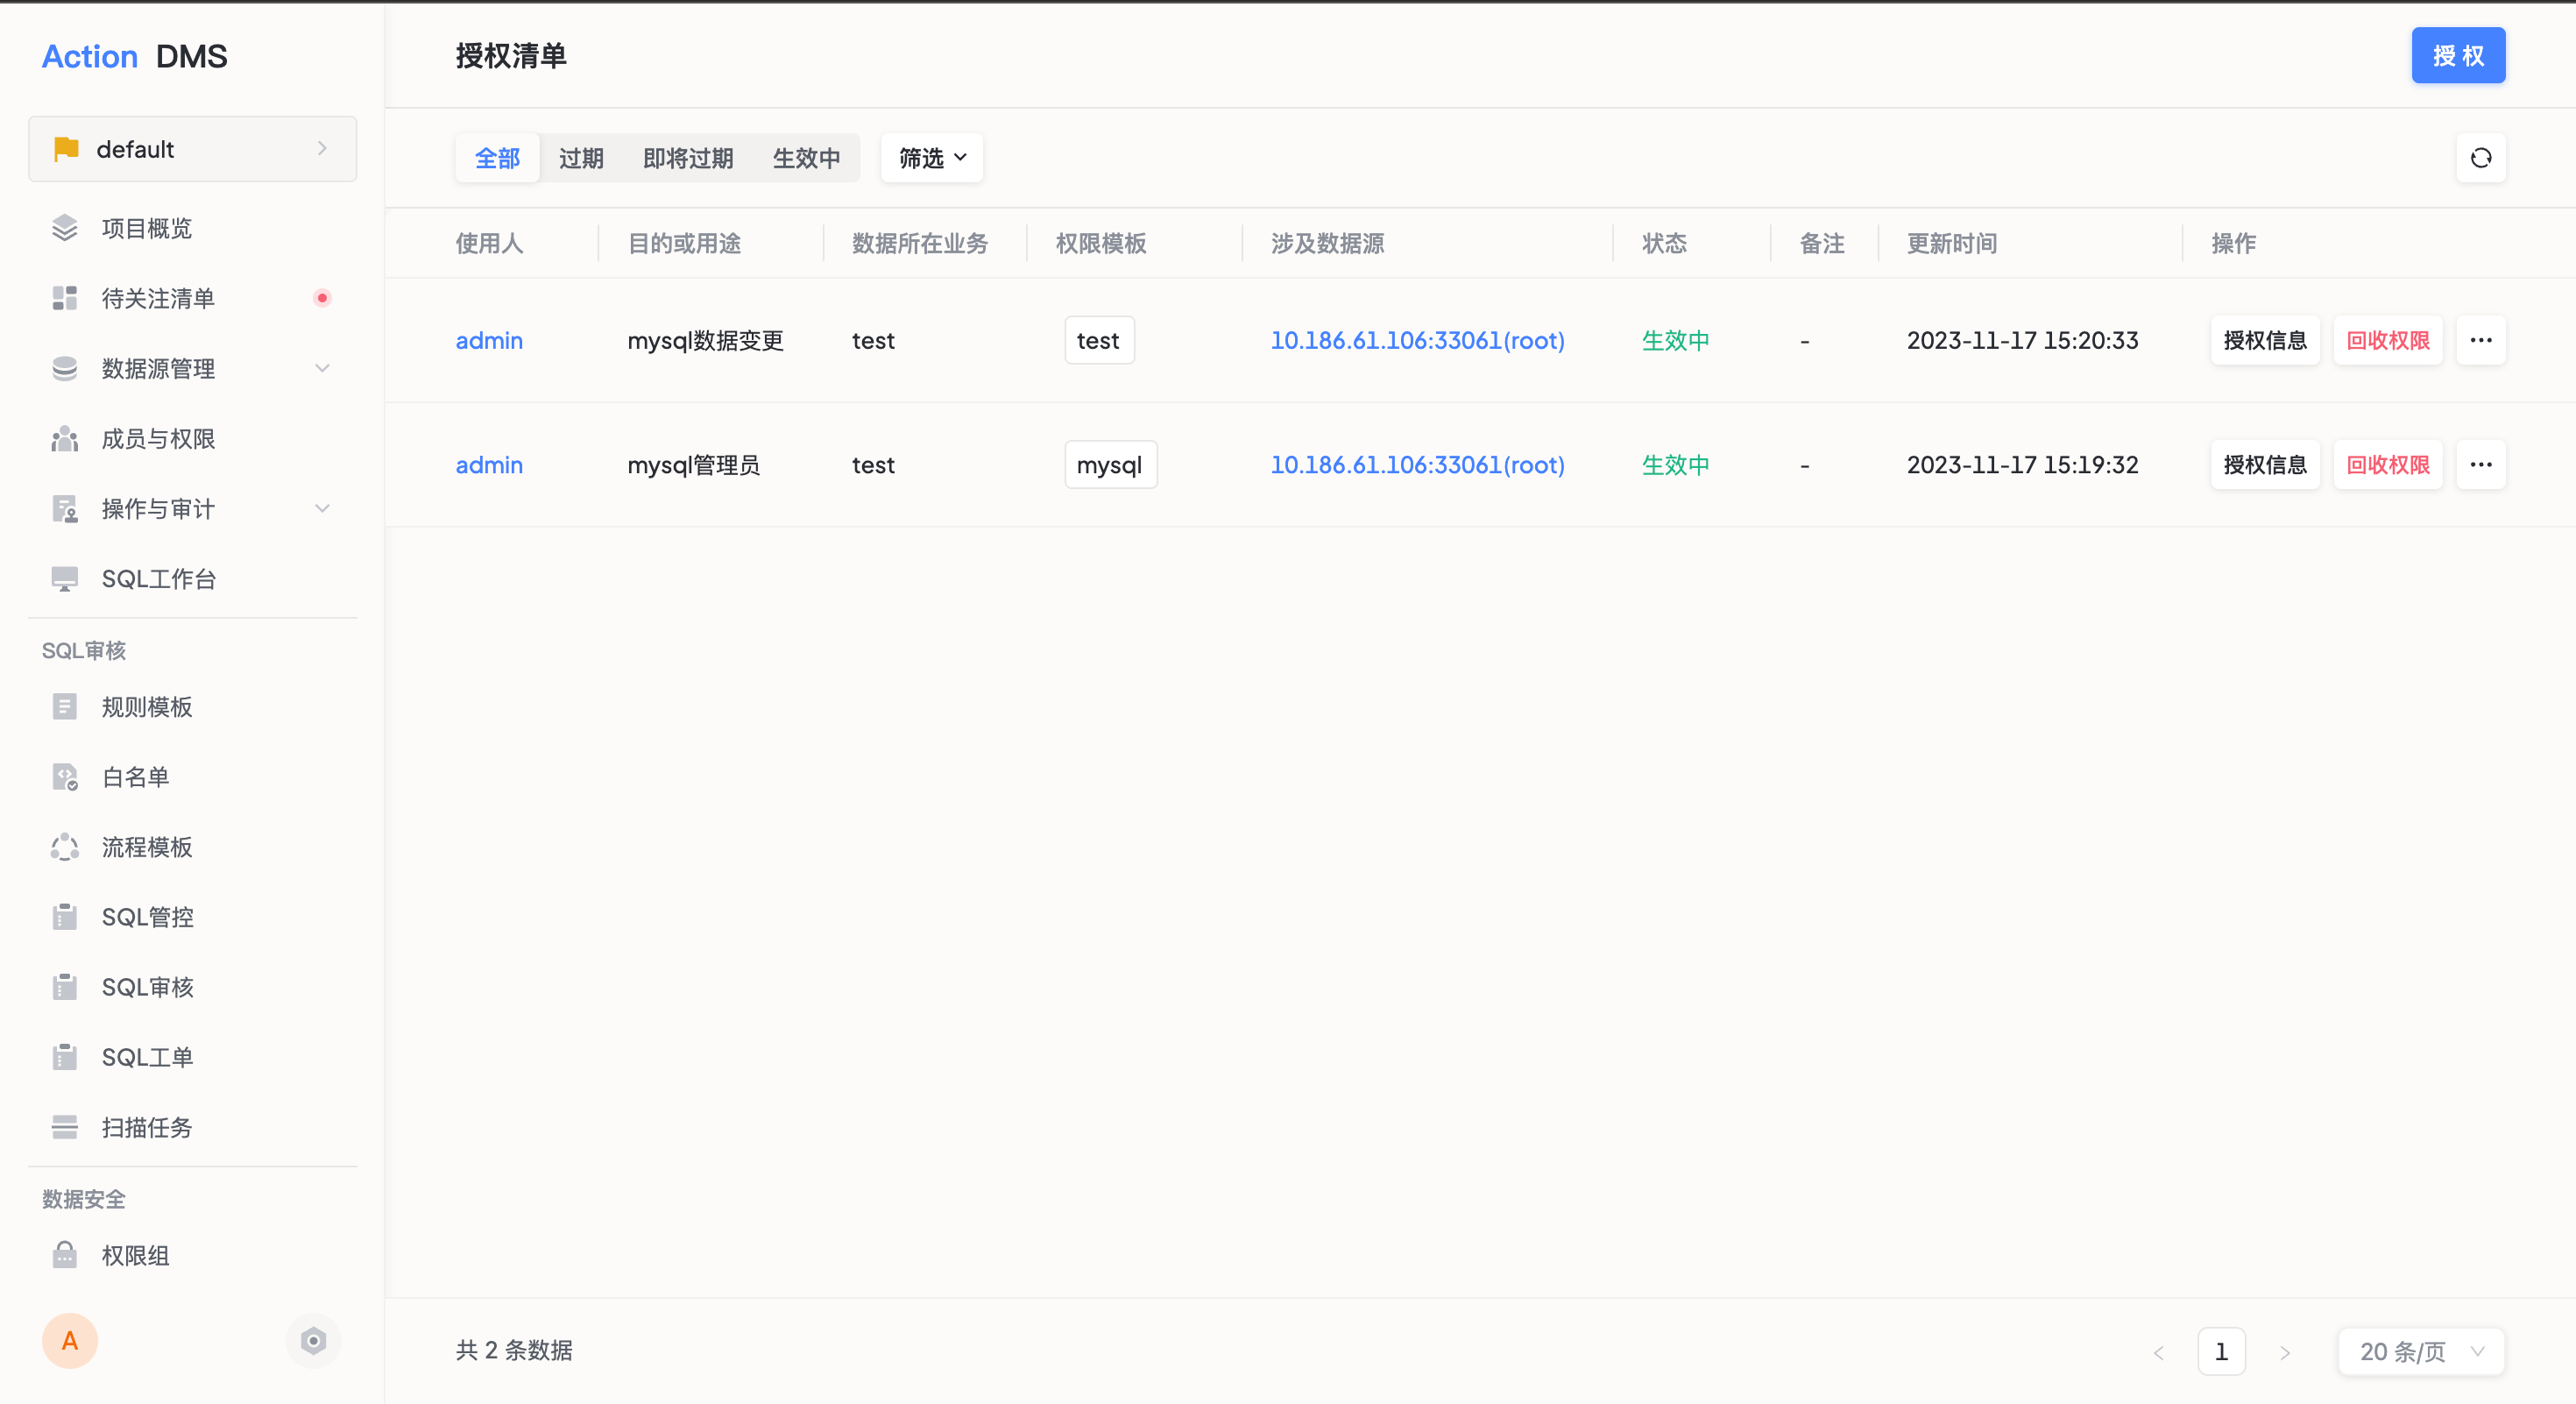 Action DMS
default
项目概览
待关注清单
数据源管理
成员与权限
操作与审计
SQL工作台
SQL审核
规则模板
白名单
流程模板
SQL管控
SQL审核
SQL工单
扫描任务
数据安全
权限组
A
授权清单
授权
全部 过期 即将过期 生效中 筛选
使用人 目的或用途 数据所在业务 权限模板 涉及数据源 状态 备注 更新时间 操作
admin mysql数据变更 test test 10.186.61.106:33061(root) 生效中 - 2023-11-17 15:20:33 授权信息 回收权限 ···
admin mysql管理员 test mysql 10.186.61.106:33061(root) 生效中 - 2023-11-17 15:19:32 授权信息 回收权限 ···
共 2 条数据 < 1 > 20 条/页